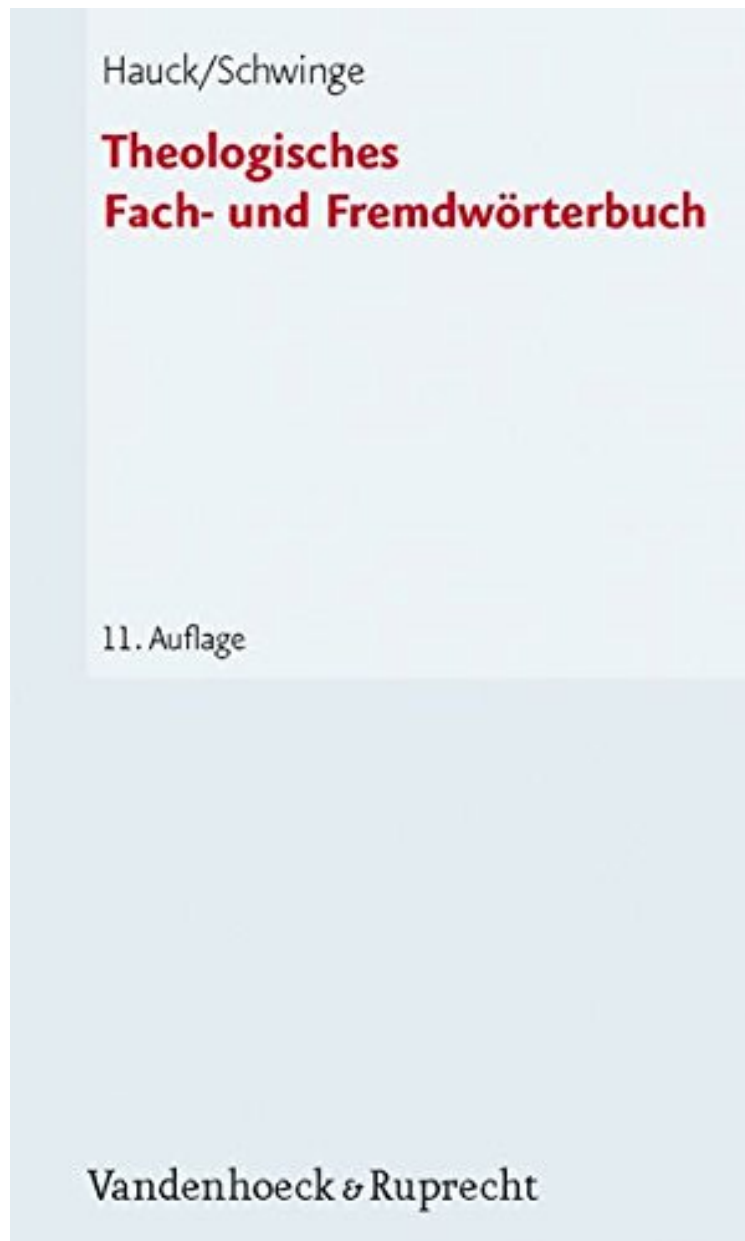 Hauck/Schwinge
Theologisches
Fach- und Fremdwörterbuch
11. Auflage
Vandenhoeck & Ruprecht